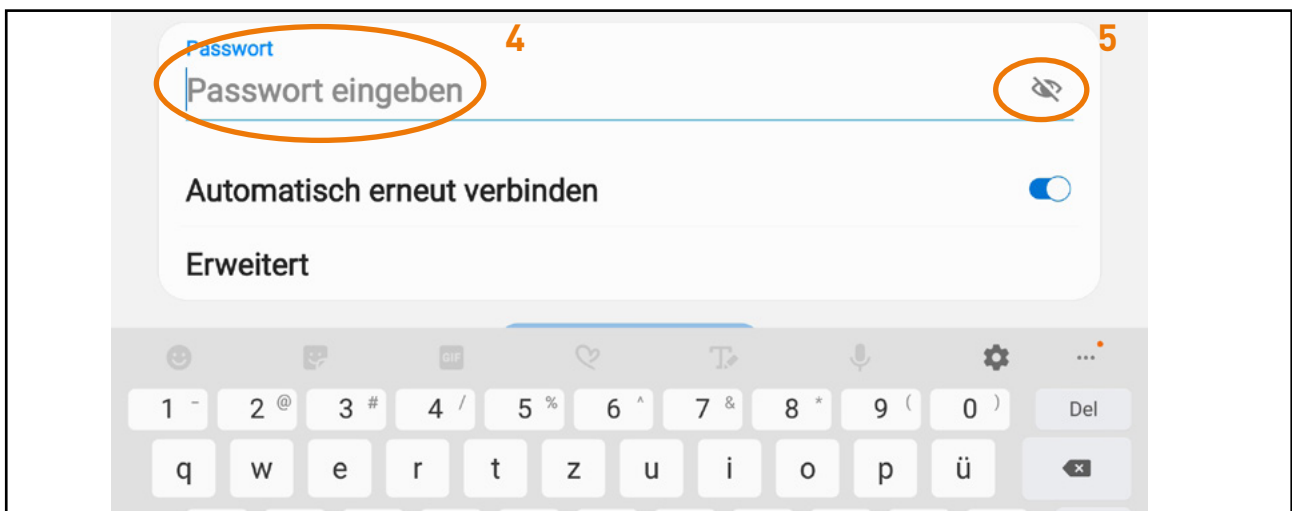 Passwort 4 5
Passwort eingeben
Automatisch erneut verbinden
Erweitert
GIF T ...
1 - 2 @ 3 # 4 / 5 % 6 ^ 7 & 8 * 9 ( 0 ) Del
q w e r t z u i o p ü